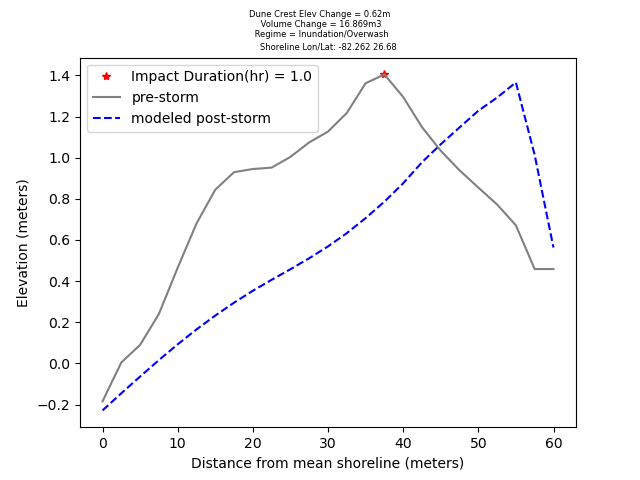 Dune Crest Elev Change = 0.62m
Volume Change = 16.869m3
Regime = Inundation/Overwash
Shoreline Lon/Lat: -82.262 26.68
Impact Duration(hr) = 1.0
pre-storm
modeled post-storm
Elevation (meters)
1.4
1.2
1.0
0.8
0.6
0.4
0.2
0.0
−0.2
0 10 20 30 40 50 60
Distance from mean shoreline (meters)